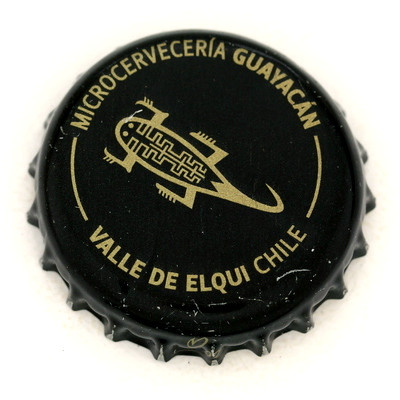 MICROCERVECERÍA GUAYACÁN
VALLE DE ELQUI CHILE